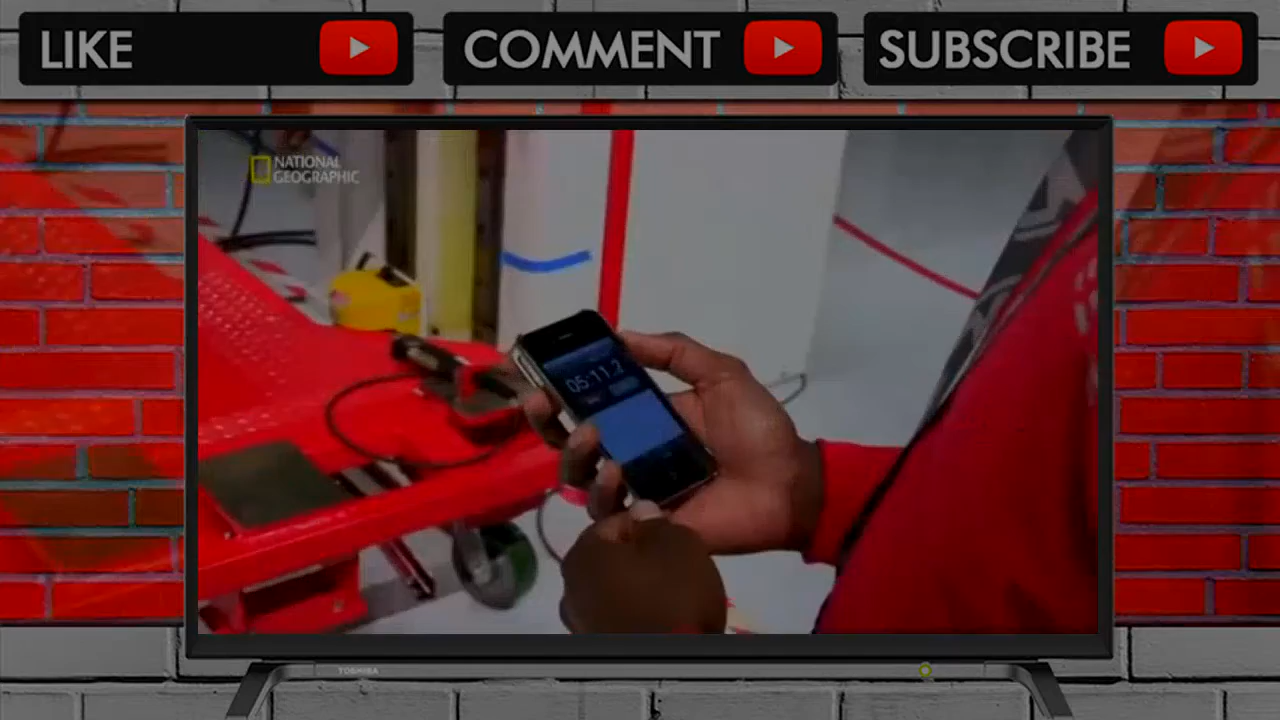 LIKE
COMMENT
SUBSCRIBE
NATIONAL
GEOGRAPHIC
05:11.2
TOSHIBA